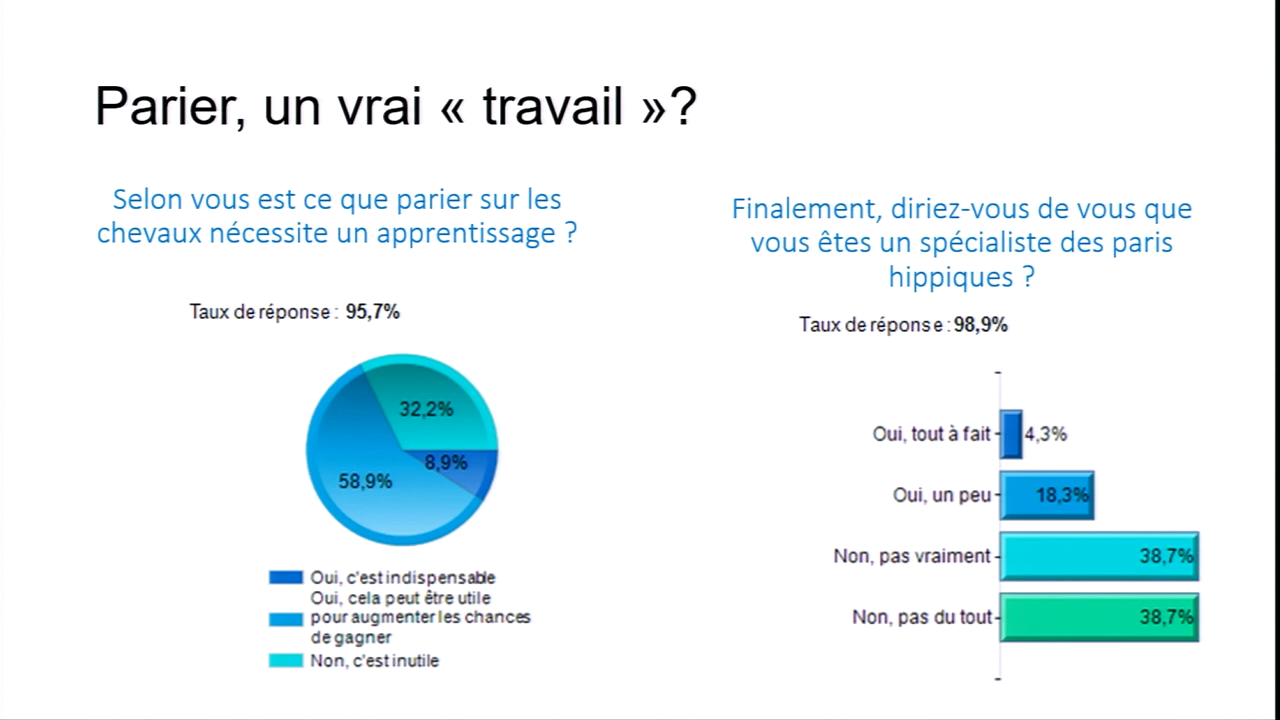 Parier, un vrai « travail »?
Selon vous est ce que parier sur les
chevaux nécessite un apprentissage ?
Taux de réponse : 95,7%
32,2%
8,9%
58,9%
Oui, c'est indispensable
Oui, cela peut être utile
pour augmenter les chances
de gagner
Non, c'est inutile
Finalement, diriez-vous de vous que
vous êtes un spécialiste des paris
hippiques ?
Taux de réponse : 98,9%
Oui, tout à fait 4,3%
Oui, un peu 18,3%
Non, pas vraiment 38,7%
Non, pas du tout 38,7%